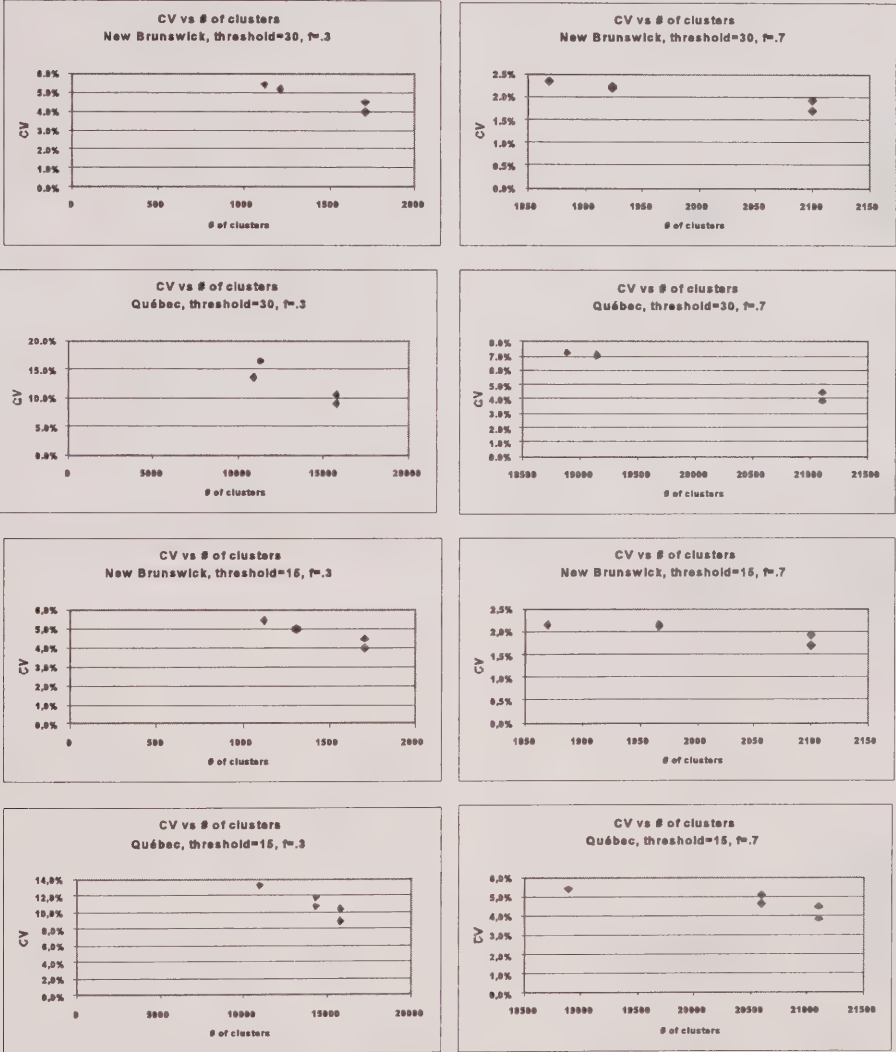 CV vs # of clusters
New Brunswick, threshold=30, f=.3
6.0%
5.0%
4.0%
3.0%
2.0%
1.0%
0.0%
CV
0 500 1000 1500 2000
# of clusters
CV vs # of clusters
New Brunswick, threshold=30, f=.7
2.5%
2.0%
1.5%
1.0%
0.5%
0.0%
CV
1850 1900 1950 2000 2050 2100 2150
# of clusters
CV vs # of clusters
Québec, threshold=30, f=.3
20.0%
15.0%
10.0%
5.0%
0.0%
CV
0 5000 10000 15000 20000
# of clusters
CV vs # of clusters
Québec, threshold=30, f=.7
8.0%
7.0%
6.0%
5.0%
4.0%
3.0%
2.0%
1.0%
0.0%
CV
18500 19000 19500 20000 20500 21000 21500
# of clusters
CV vs # of clusters
New Brunswick, threshold=15, f=.3
6,0%
5,0%
4,0%
3,0%
2,0%
1,0%
0,0%
CV
0 500 1000 1500 2000
# of clusters
CV vs # of clusters
New Brunswick, threshold=15, f=.7
2,5%
2,0%
1,5%
1,0%
0,5%
0,0%
CV
1850 1900 1950 2000 2050 2100 2150
# of clusters
CV vs # of clusters
Québec, threshold=15, f=.3
14,0%
12,0%
10,0%
8,0%
6,0%
4,0%
2,0%
0,0%
CV
0 5000 10000 15000 20000
# of clusters
CV vs # of clusters
Québec, threshold=15, f=.7
6,0%
5,0%
4,0%
3,0%
2,0%
1,0%
0,0%
CV
18500 19000 19500 20000 20500 21000 21500
# of clusters